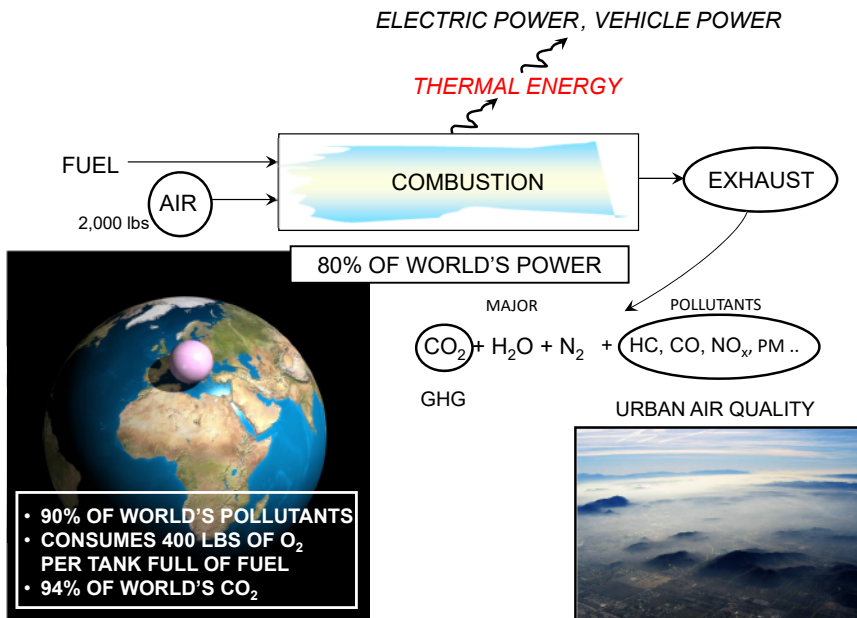 ELECTRIC POWER, VEHICLE POWER
THERMAL ENERGY
FUEL
COMBUSTION
EXHAUST
AIR
2,000 lbs
80% OF WORLD'S POWER
MAJOR
POLLUTANTS
CO₂ + H₂O + N₂ + HC, CO, NOₓ, PM ..
GHG
URBAN AIR QUALITY
• 90% OF WORLD'S POLLUTANTS
• CONSUMES 400 LBS OF O₂
PER TANK FULL OF FUEL
• 94% OF WORLD'S CO₂